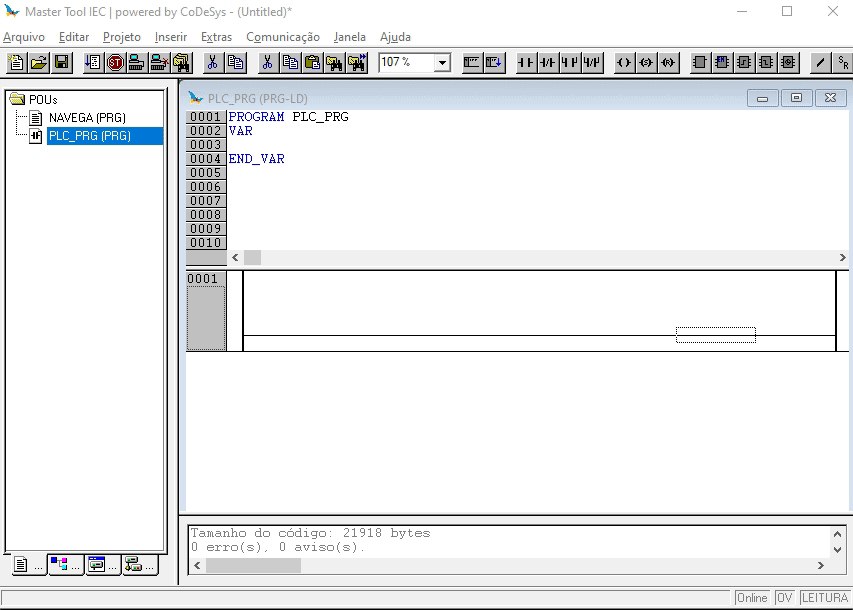 Master Tool IEC | powered by CoDeSys - (Untitled)*
Arquivo Editar Projeto Inserir Extras Comunicação Janela Ajuda
ST 107 % S R
POUs
NAVEGA (PRG)
PLC_PRG (PRG)
... ... ... ...
PLC_PRG (PRG-LD)
0001 PROGRAM PLC_PRG
0002 VAR
0003
0004 END_VAR
0005
0006
0007
0008
0009
0010
0001
Tamanho do código: 21918 bytes
0 erro(s), 0 aviso(s).
Online OV LEITURA